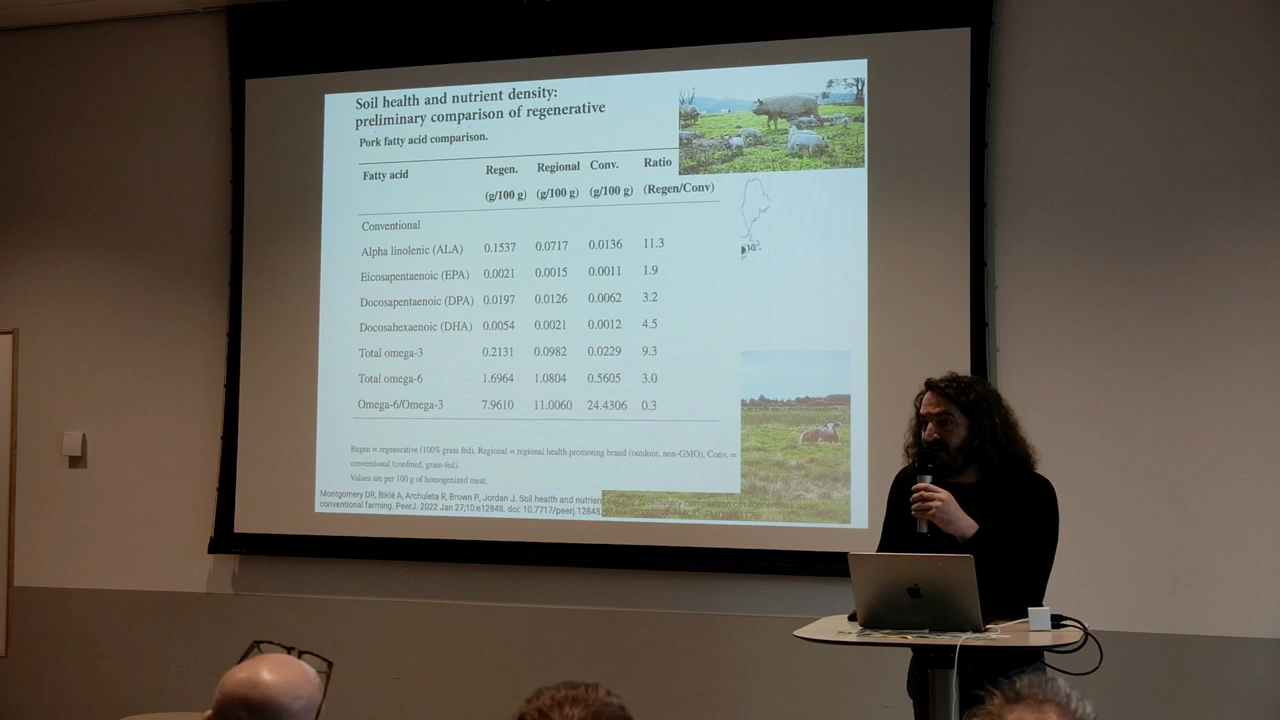 Soil health and nutrient density:
preliminary comparison of regenerative
Pork fatty acid comparison.
Fatty acid Regen. Regional Conv. Ratio
(g/100 g) (g/100 g) (g/100 g) (Regen/Conv)
Conventional
Alpha linolenic (ALA) 0.1537 0.0717 0.0136 11.3
Eicosapentaenoic (EPA) 0.0021 0.0015 0.0011 1.9
Docosapentaenoic (DPA) 0.0197 0.0126 0.0062 3.2
Docosahexaenoic (DHA) 0.0054 0.0021 0.0012 4.5
Total omega-3 0.2131 0.0982 0.0229 9.3
Total omega-6 1.6964 1.0804 0.5605 3.0
Omega-6/Omega-3 7.9610 11.0060 24.4306 0.3
Regen = regenerative (100% grass fed), Regional = regional health promoting brand (outdoor, non-GMO), Conv. =
conventional (confined, grain-fed).
Values are per 100 g of homogenized meat.
Montgomery DR, Biklé A, Archuleta R, Brown P, Jordan J. Soil health and nutrien preliminary comparison of regenerative
conventional farming. PeerJ. 2022 Jan 27;10:e12848. doi: 10.7717/peerj.12848.